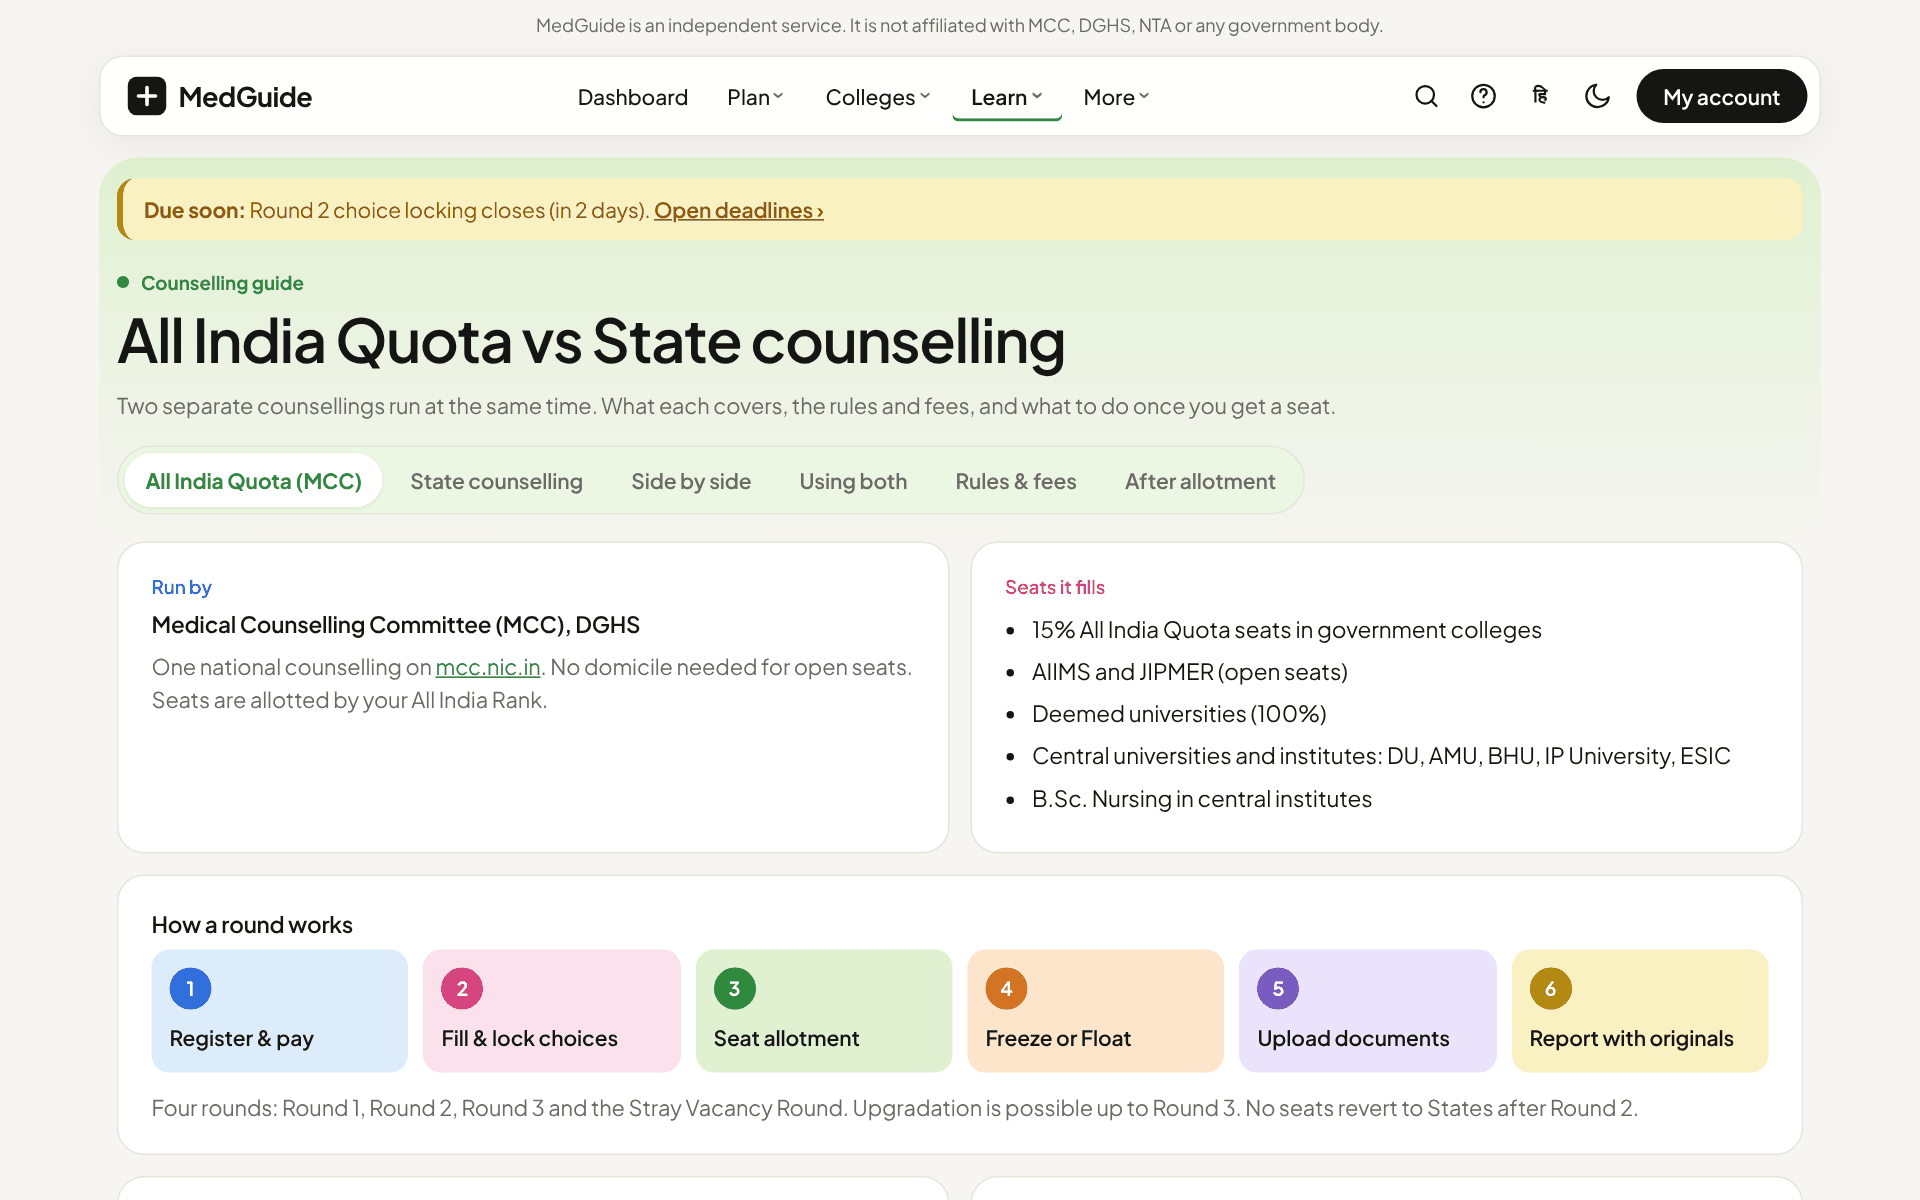 MedGuide is an independent service. It is not affiliated with MCC, DGHS, NTA or any government body.
MedGuide
Dashboard
Plan
Colleges
Learn
More
हि
My account
Due soon: Round 2 choice locking closes (in 2 days). Open deadlines ›
Counselling guide
All India Quota vs State counselling
Two separate counsellings run at the same time. What each covers, the rules and fees, and what to do once you get a seat.
All India Quota (MCC)
State counselling
Side by side
Using both
Rules & fees
After allotment
Run by
Medical Counselling Committee (MCC), DGHS
One national counselling on mcc.nic.in. No domicile needed for open seats.
Seats are allotted by your All India Rank.
Seats it fills
• 15% All India Quota seats in government colleges
• AIIMS and JIPMER (open seats)
• Deemed universities (100%)
• Central universities and institutes: DU, AMU, BHU, IP University, ESIC
• B.Sc. Nursing in central institutes
How a round works
1
Register & pay
2
Fill & lock choices
3
Seat allotment
4
Freeze or Float
5
Upload documents
6
Report with originals
Four rounds: Round 1, Round 2, Round 3 and the Stray Vacancy Round. Upgradation is possible up to Round 3. No seats revert to States after Round 2.